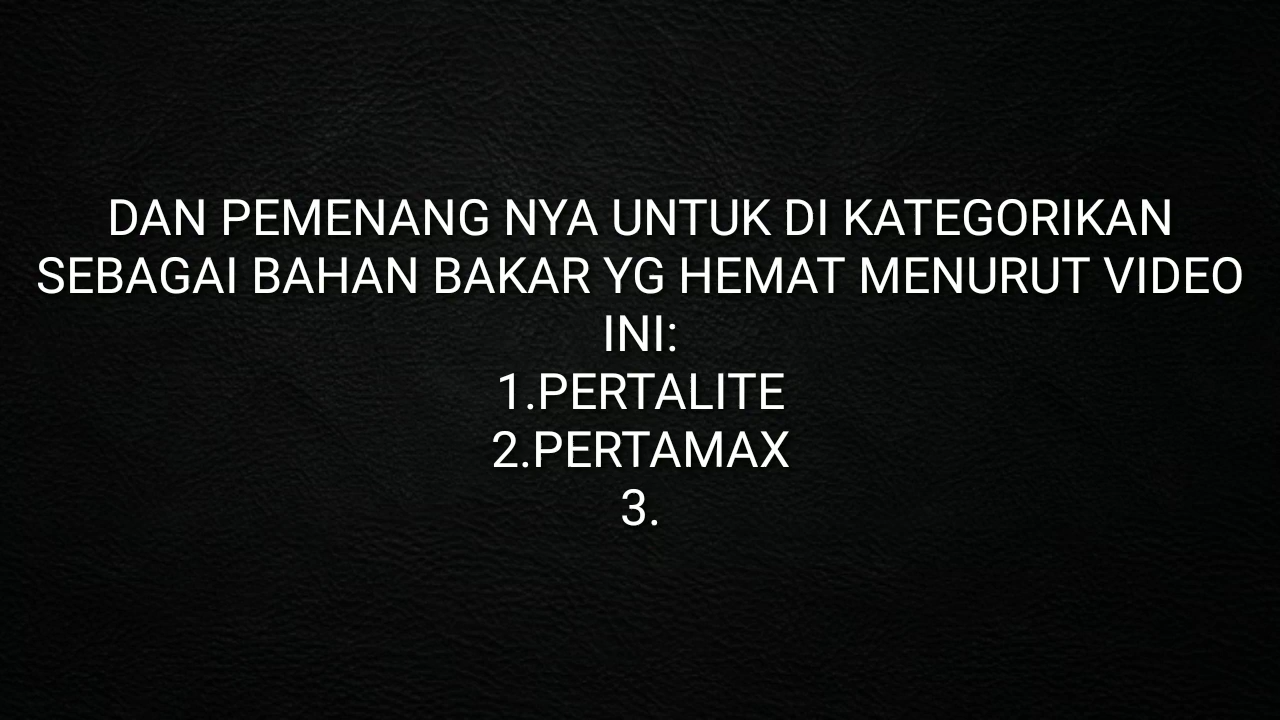 DAN PEMENANG NYA UNTUK DI KATEGORIKAN
SEBAGAI BAHAN BAKAR YG HEMAT MENURUT VIDEO
INI:
1.PERTALITE
2.PERTAMAX
3.